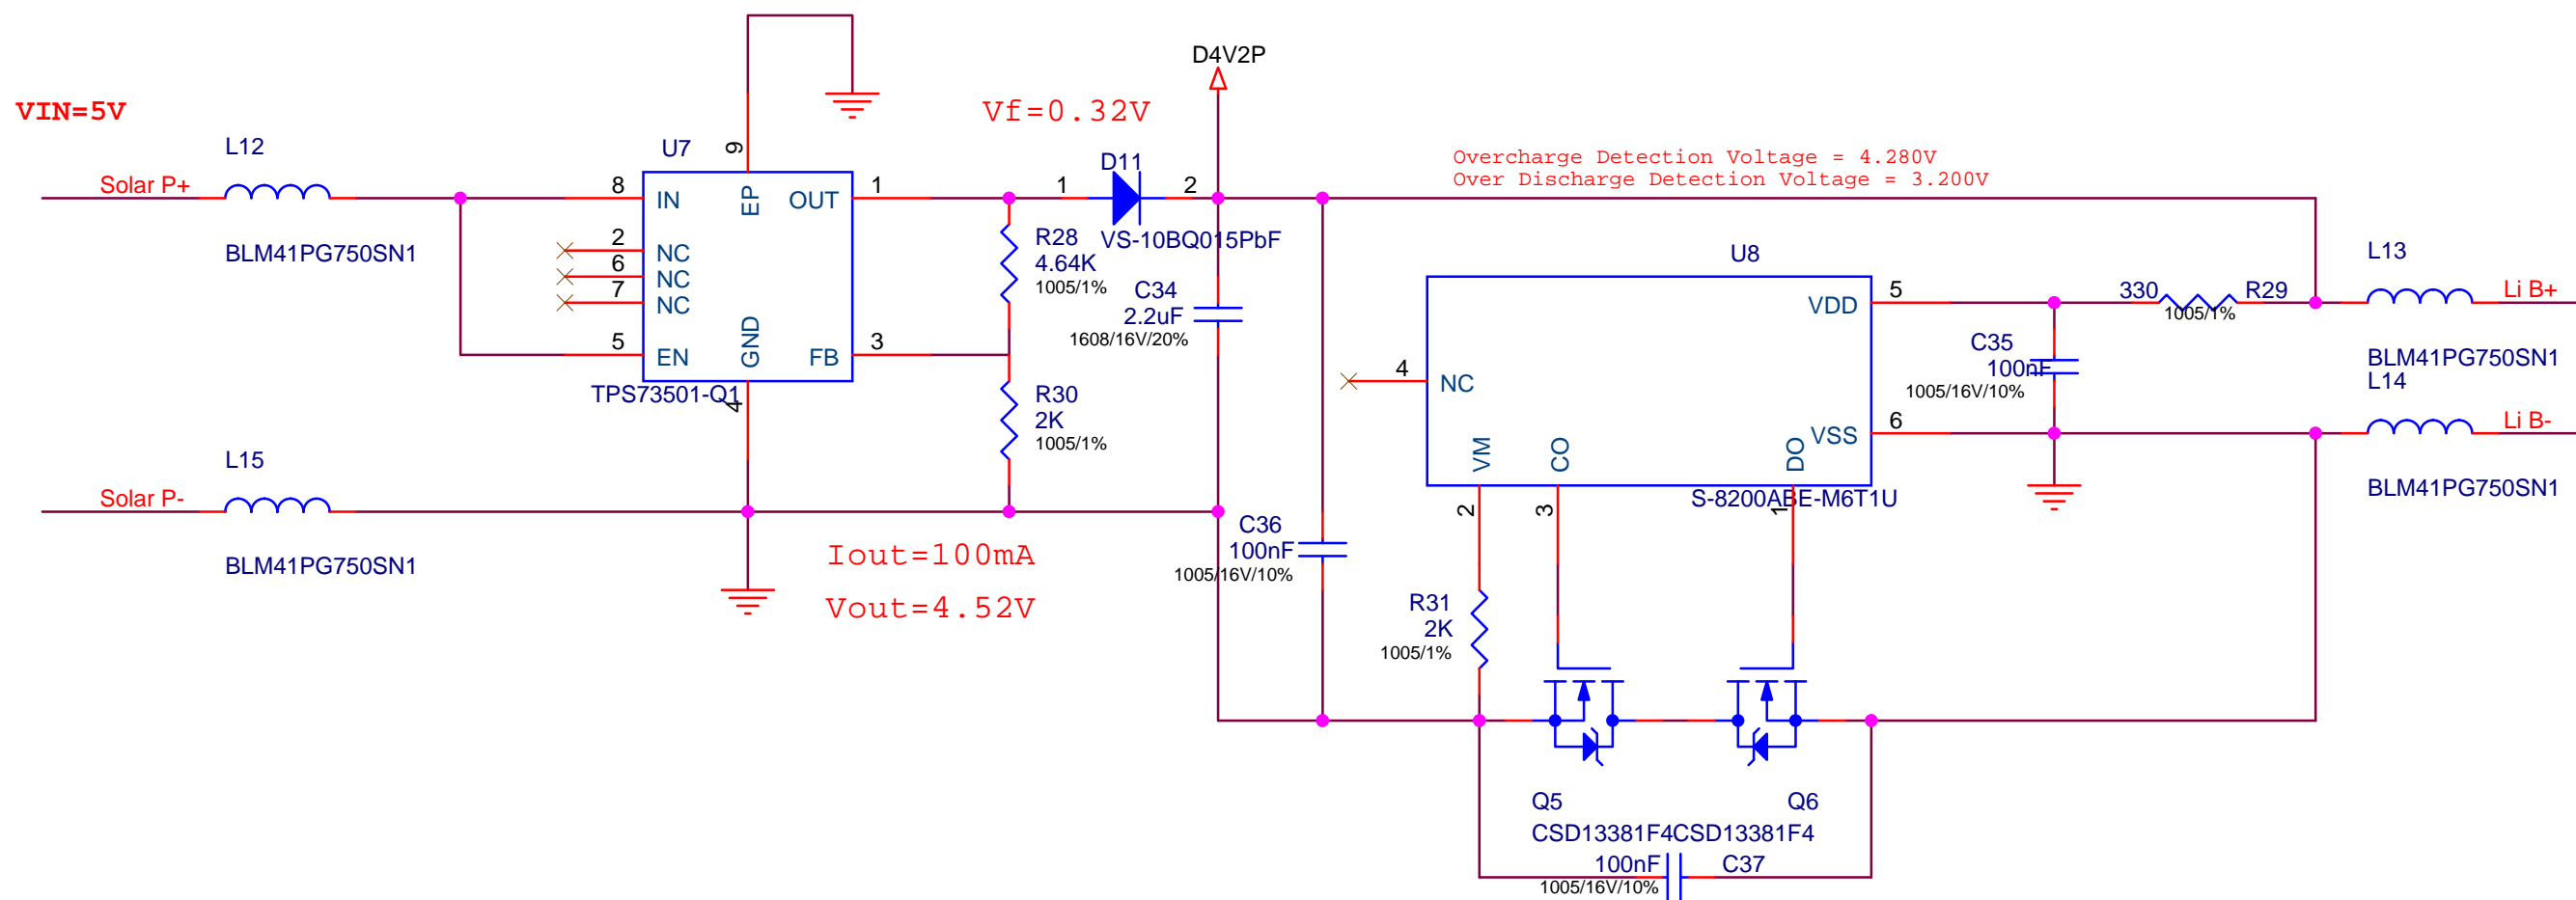 D4V2P
VIN=5V
Vf=0.32V
L12
U7
9
D11
Overcharge Detection Voltage = 4.280V
Over Discharge Detection Voltage = 3.200V
Solar P+
8
IN
EP
OUT
1
1
2
BLM41PG750SN1
2
NC
6
NC
7
NC
R28
4.64K
1005/1%
VS-10BQ015PbF
U8
L13
C34
2.2uF
1608/16V/20%
VDD
5
330
R29
1005/1%
Li B+
5
EN
GND
FB
3
TPS73501-Q1
4
4
NC
C35
100nF
1005/16V/10%
BLM41PG750SN1
L14
R30
2K
1005/1%
VM
CO
DO
VSS
6
Li B-
L15
Solar P-
BLM41PG750SN1
2
3
1
S-8200ABE-M6T1U
BLM41PG750SN1
C36
100nF
1005/16V/10%
Iout=100mA
Vout=4.52V
R31
2K
1005/1%
Q5
Q6
CSD13381F4
CSD13381F4
100nF
C37
1005/16V/10%